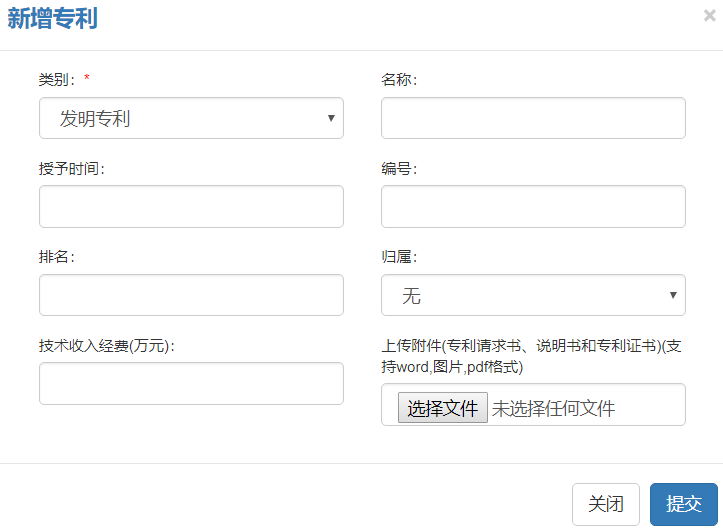 新增专利
×
类别：*
名称：
发明专利
授予时间：
编号：
排名：
归属：
无
技术收入经费(万元)：
上传附件(专利请求书、说明书和专利证书)(支
持word,图片,pdf格式)
选择文件 未选择任何文件
关闭
提交